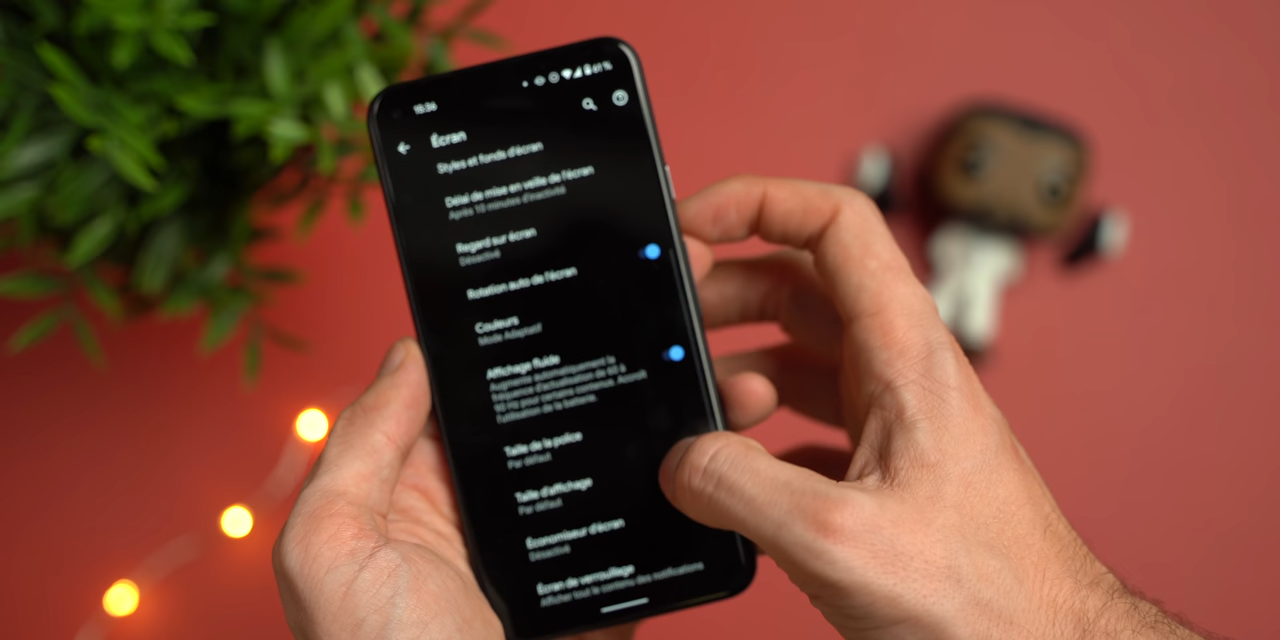 15:36
61 %
Écran
Styles et fonds d'écran
Délai de mise en veille de l'écran
Après 10 minutes d'inactivité
Regard sur écran
Désactivé
Rotation auto de l'écran
Couleurs
Mode Adaptatif
Affichage fluide
Augmente automatiquement la
fréquence d'actualisation de 60 à
90 Hz pour certains contenus. Accroît
l'utilisation de la batterie.
Taille de la police
Par défaut
Taille d'affichage
Par défaut
Économiseur d'écran
Désactivé
Écran de verrouillage
Afficher tout le contenu des notifications